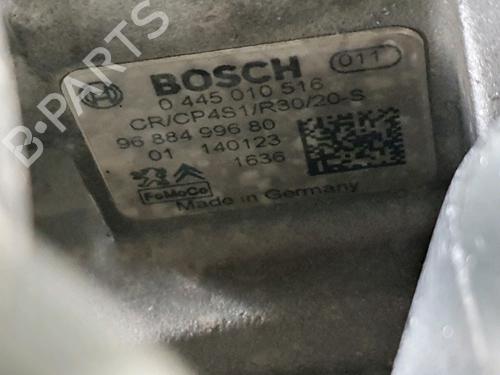 B-PARTS
BOSCH
011
0 445 010 516
CR/CP4S1/R30/20-S
96 884 996 80
01 140123
1636
FoMoCo
Made in Germany